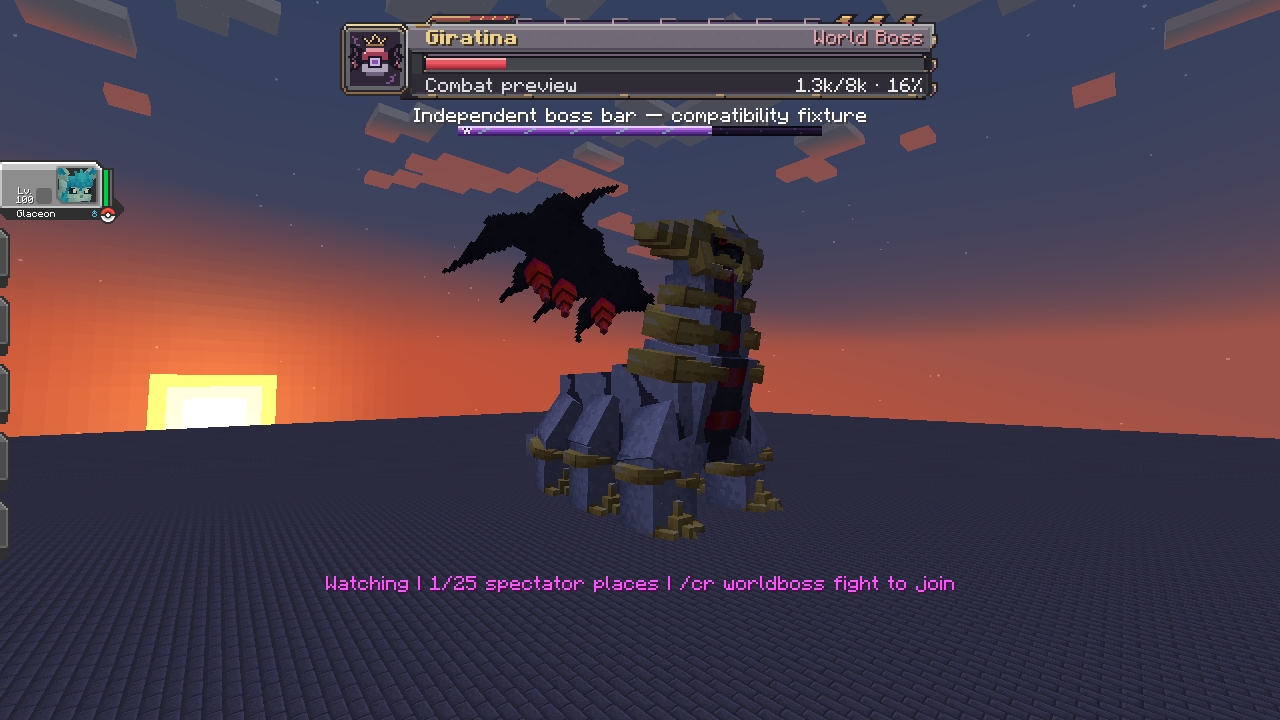 Giratina
World Boss
Combat preview
1.3k/8k · 16%
Independent boss bar — compatibility fixture
Lv.
100
Glaceon
Watching | 1/25 spectator places | /cr worldboss fight to join